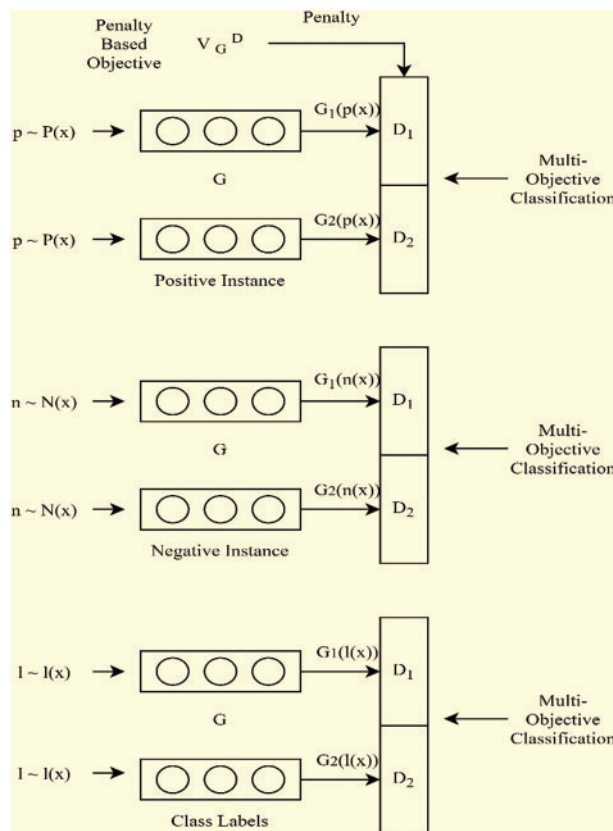 Penalty
Penalty
Based
Objective
V G D
G1(p(x))
p ~ P(x)
D1
G
Multi-
Objective
Classification
G2(p(x))
p ~ P(x)
D2
Positive Instance
G1(n(x))
n ~ N(x)
D1
G
Multi-
Objective
Classification
G2(n(x))
n ~ N(x)
D2
Negative Instance
G1(l(x))
l ~ l(x)
D1
G
Multi-
Objective
Classification
G2(l(x))
l ~ l(x)
D2
Class Labels